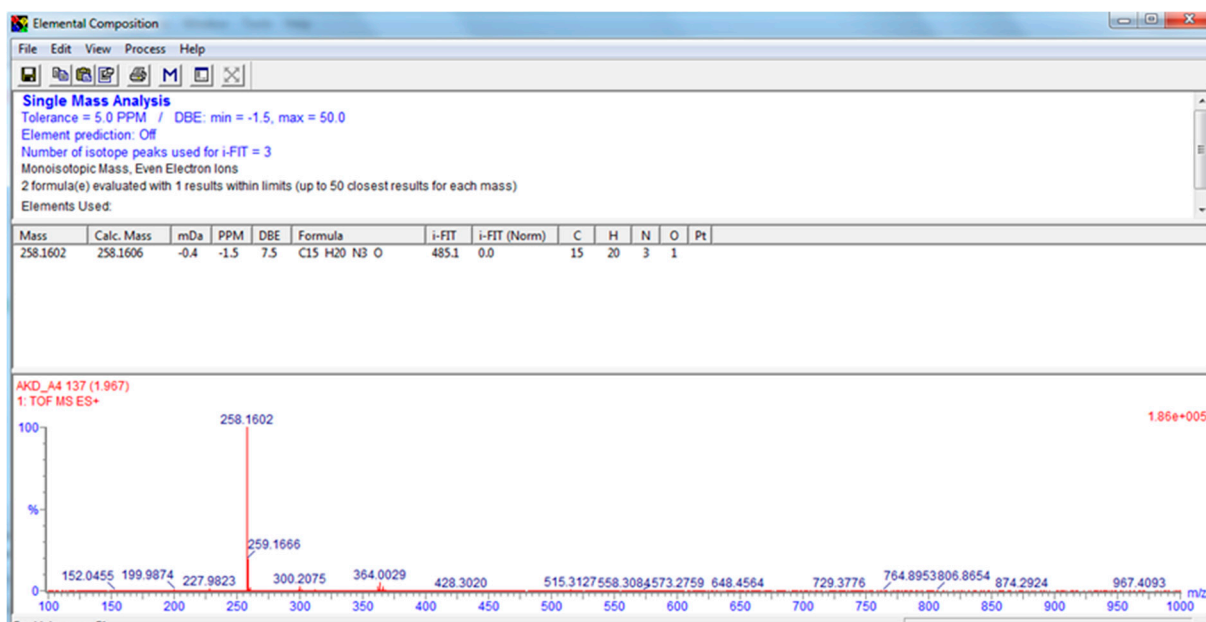 Elemental Composition
File Edit View Process Help
M
Single Mass Analysis
Tolerance = 5.0 PPM / DBE: min = -1.5, max = 50.0
Element prediction: Off
Number of isotope peaks used for i-FIT = 3
Monoisotopic Mass, Even Electron Ions
2 formula(e) evaluated with 1 results within limits (up to 50 closest results for each mass)
Elements Used:
Mass Calc. Mass mDa PPM DBE Formula i-FIT i-FIT (Norm) C H N O Pt
258.1602 258.1606 -0.4 -1.5 7.5 C15 H20 N3 O 485.1 0.0 15 20 3 1
AKD_A4 137 (1.967)
1: TOF MS ES+
1.86e+005
258.1602
100
%
259.1666
152.0455 199.9874 227.9823 300.2075 364.0029 428.3020 515.3127 558.3084 573.2759 648.4564 729.3776 764.8953 806.8654 874.2924 967.4093
0
100 150 200 250 300 350 400 450 500 550 600 650 700 750 800 850 900 950 1000 m/z